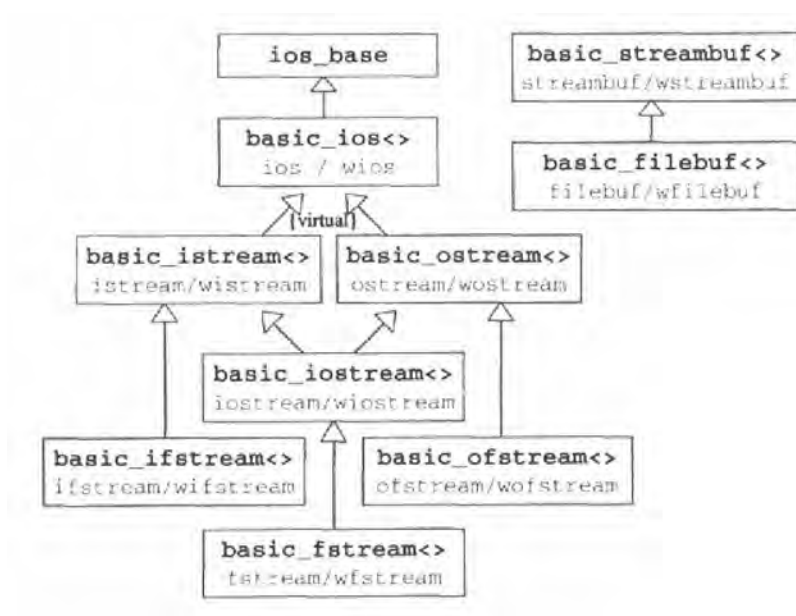 ios_base
basic_streambuf<>
streambuf/wstreambuf
basic_ios<>
ios / wios
basic_filebuf<>
filebuf/wfilebuf
{virtual}
basic_istream<>
istream/wistream
basic_ostream<>
ostream/wostream
basic_iostream<>
iostream/wiostream
basic_ifstream<>
ifstream/wifstream
basic_ofstream<>
ofstream/wofstream
basic_fstream<>
fstream/wfstream